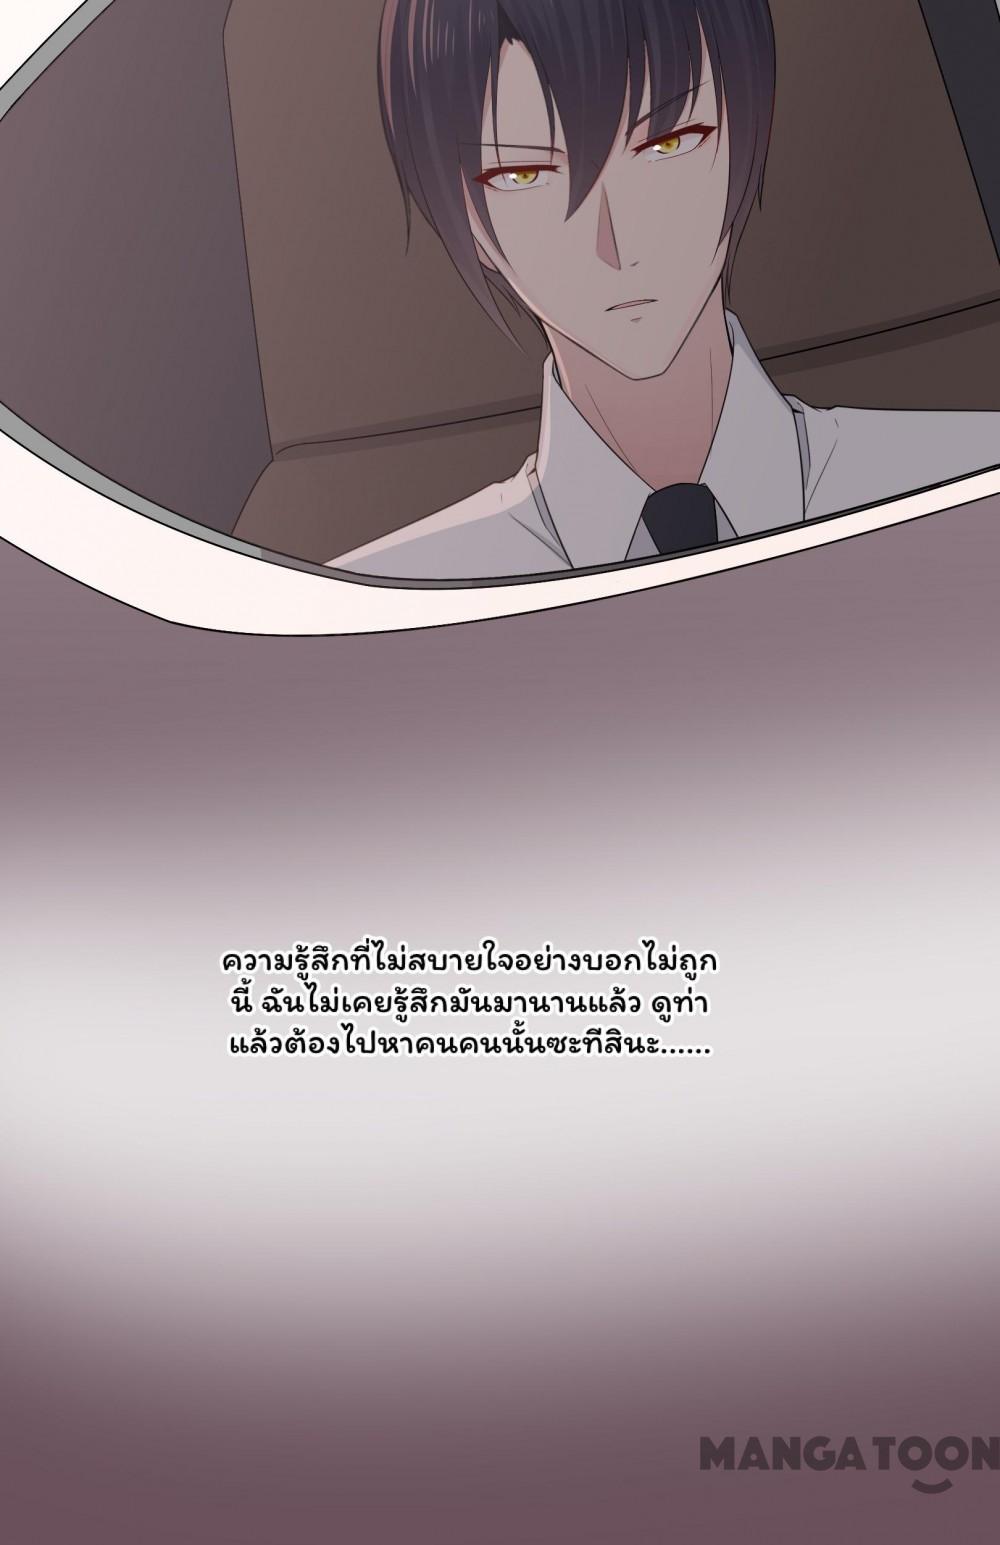 ความรู้สึกที่ไม่สบายใจอย่างบอกไม่ถูก
นี้ ฉันไม่เคยรู้สึกมันมานานแล้ว ดูท่า
แล้วต้องไปหาคนคนนั้นซะทีสินะ......
MANGATOON